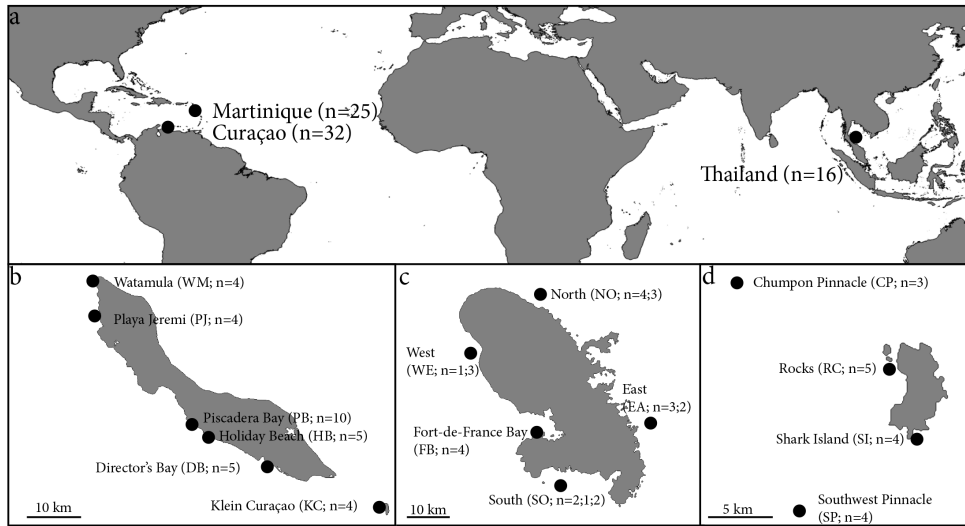 a
Martinique (n=25)
Curaçao (n=32)
Thailand (n=16)
b
Watamula (WM; n=4)
Playa Jeremi (PJ; n=4)
Piscadera Bay (PB; n=10)
Holiday Beach (HB; n=5)
Director's Bay (DB; n=5)
Klein Curaçao (KC; n=4)
10 km
c
North (NO; n=4;3)
West
(WE; n=1;3)
East
(EA; n=3;2)
Fort-de-France Bay
(FB; n=4)
South (SO; n=2;1;2)
10 km
d
Chumpon Pinnacle (CP; n=3)
Rocks (RC; n=5)
Shark Island (SI; n=4)
Southwest Pinnacle
(SP; n=4)
5 km